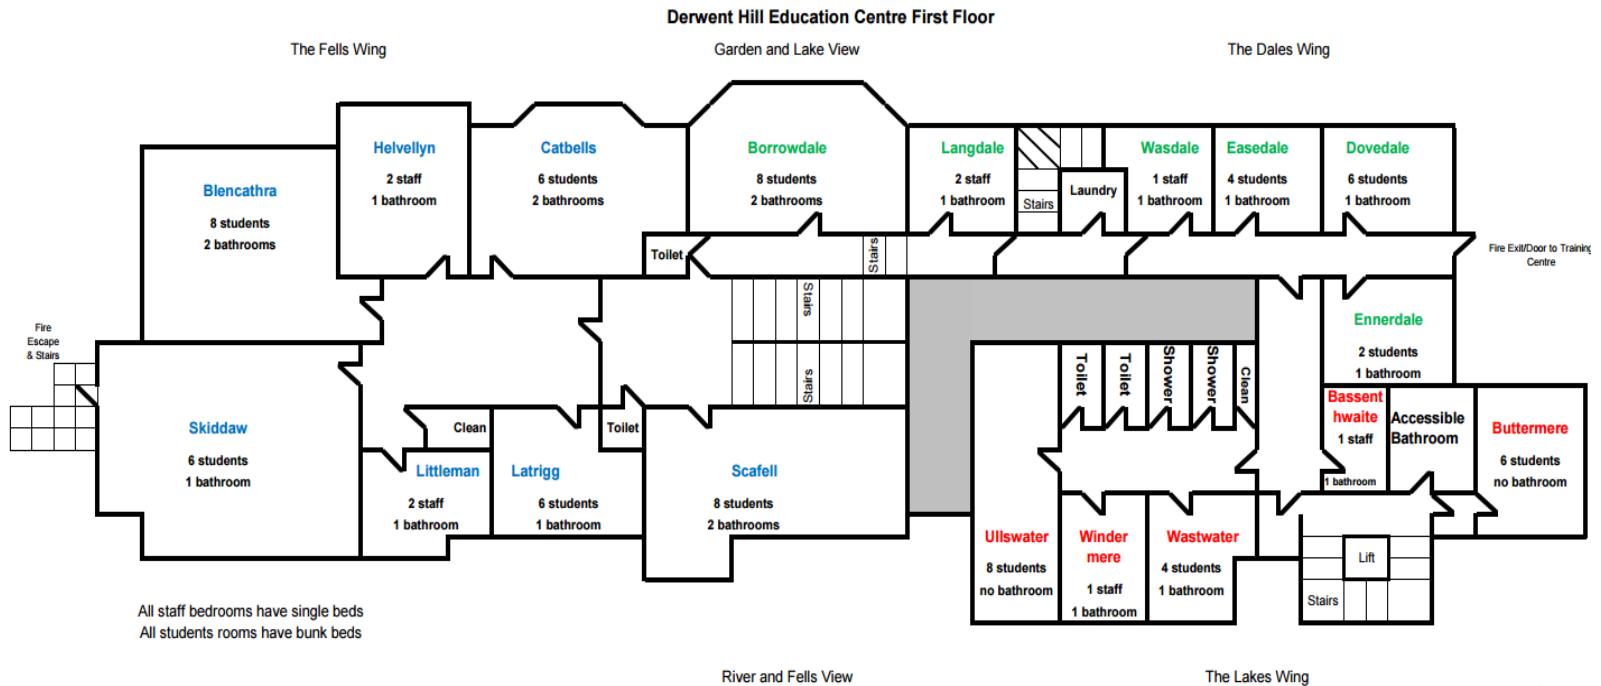 Derwent Hill Education Centre First Floor
The Fells Wing
Garden and Lake View
The Dales Wing
Helvellyn
2 staff
1 bathroom
Catbells
6 students
2 bathrooms
Borrowdale
8 students
2 bathrooms
Langdale
2 staff
1 bathroom
Stairs
Laundry
Wasdale
1 staff
1 bathroom
Easedale
4 students
1 bathroom
Dovedale
6 students
1 bathroom
Blencathra
8 students
2 bathrooms
Toilet
Stairs
Fire Exit/Door to Training
Centre
Stairs
Stairs
Ennerdale
2 students
1 bathroom
Fire
Escape
& Stairs
Toilet
Toilet
Shower
Shower
Clean
Skiddaw
6 students
1 bathroom
Clean
Toilet
Littleman
2 staff
1 bathroom
Latrigg
6 students
1 bathroom
Scafell
8 students
2 bathrooms
Bassent
hwaite
1 staff
1 bathroom
Accessible
Bathroom
Buttermere
6 students
no bathroom
Ullswater
8 students
no bathroom
Winder
mere
1 staff
1 bathroom
Wastwater
4 students
1 bathroom
Lift
Stairs
All staff bedrooms have single beds
All students rooms have bunk beds
River and Fells View
The Lakes Wing